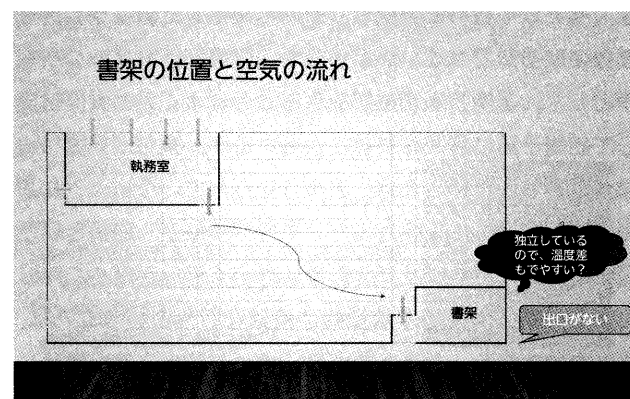 書架の位置と空気の流れ
執務室
独立している
ので、温度差
もでやすい？
書架
出口がない